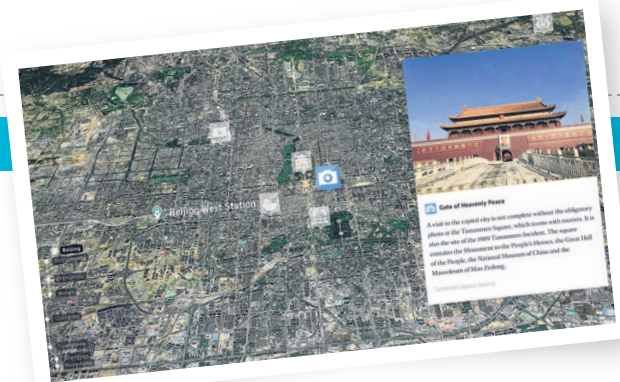 Beijing West Station
Beijing
Gate of Heavenly Peace
A visit to the capital city is not complete without the obligatory
photo at the Tiananmen Square, which teems with tourists. It is
also the site of the 1989 Tiananmen Incident. The square
contains the Monument to the People's Heroes, the Great Hall
of the People, the National Museum of China and the
Mausoleum of Mao Zedong.